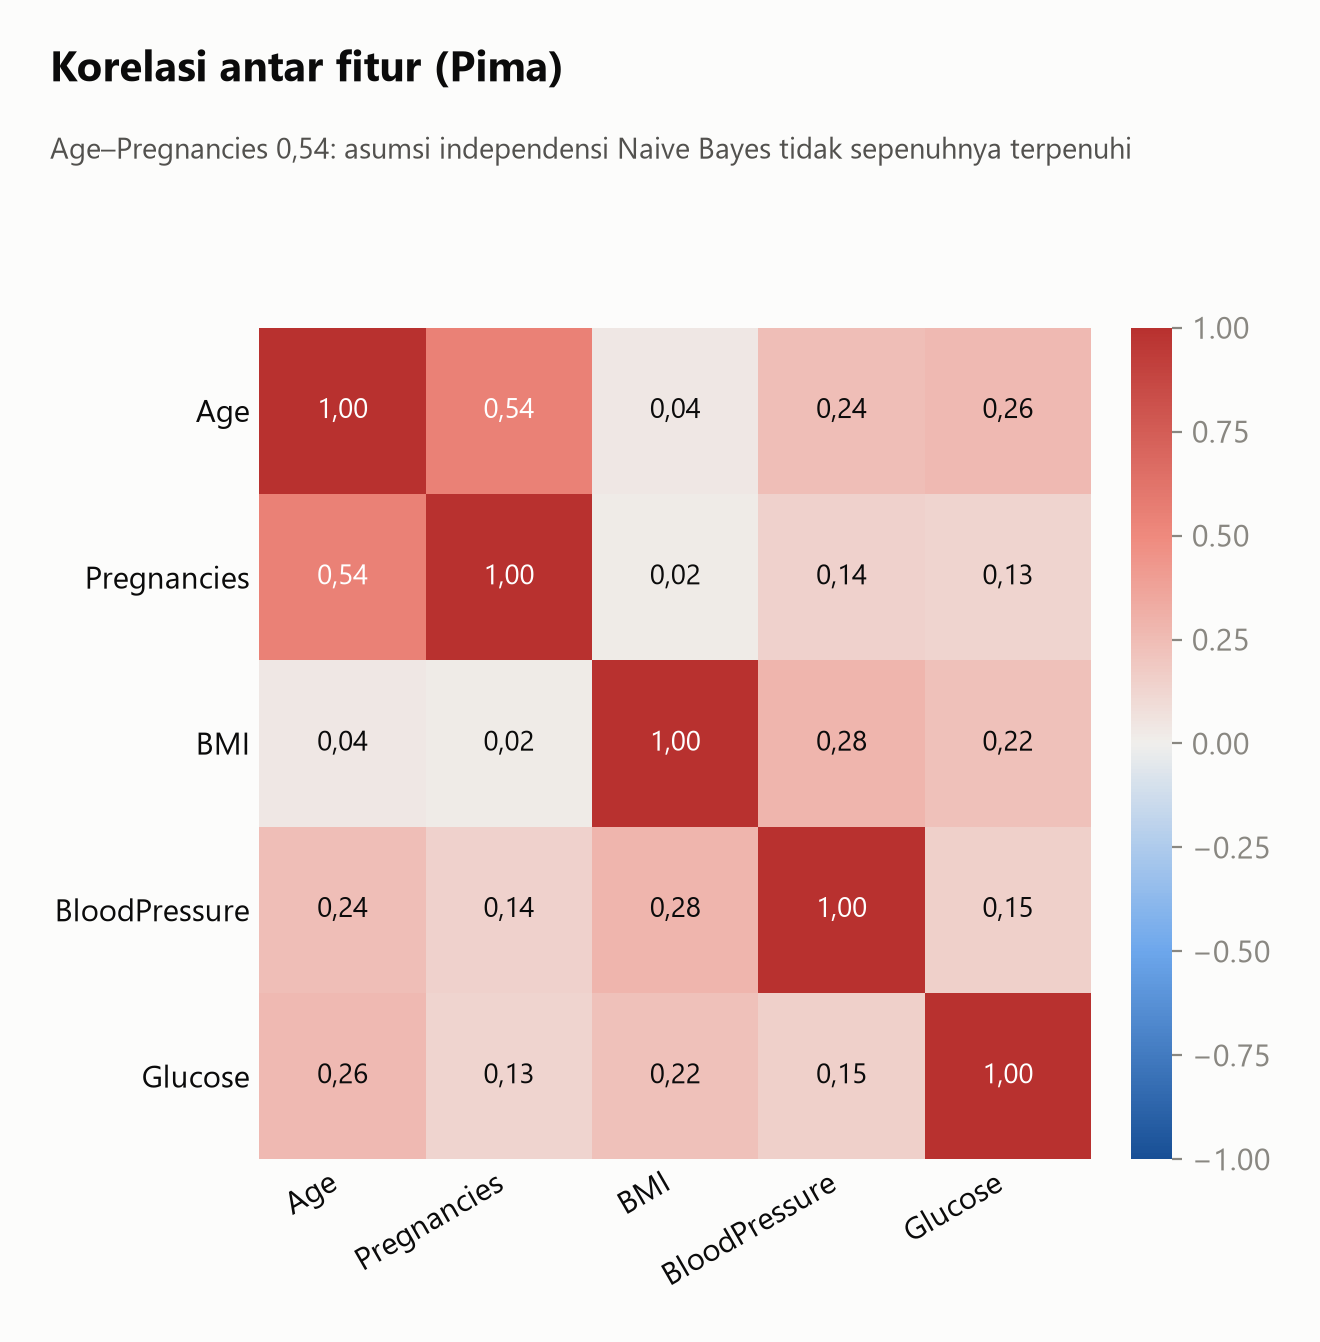 Korelasi antar fitur (Pima)
Age–Pregnancies 0,54: asumsi independensi Naive Bayes tidak sepenuhnya terpenuhi
Age 1,00 0,54 0,04 0,24 0,26
Pregnancies 0,54 1,00 0,02 0,14 0,13
BMI 0,04 0,02 1,00 0,28 0,22
BloodPressure 0,24 0,14 0,28 1,00 0,15
Glucose 0,26 0,13 0,22 0,15 1,00
Age Pregnancies BMI BloodPressure Glucose
1.00
0.75
0.50
0.25
0.00
−0.25
−0.50
−0.75
−1.00